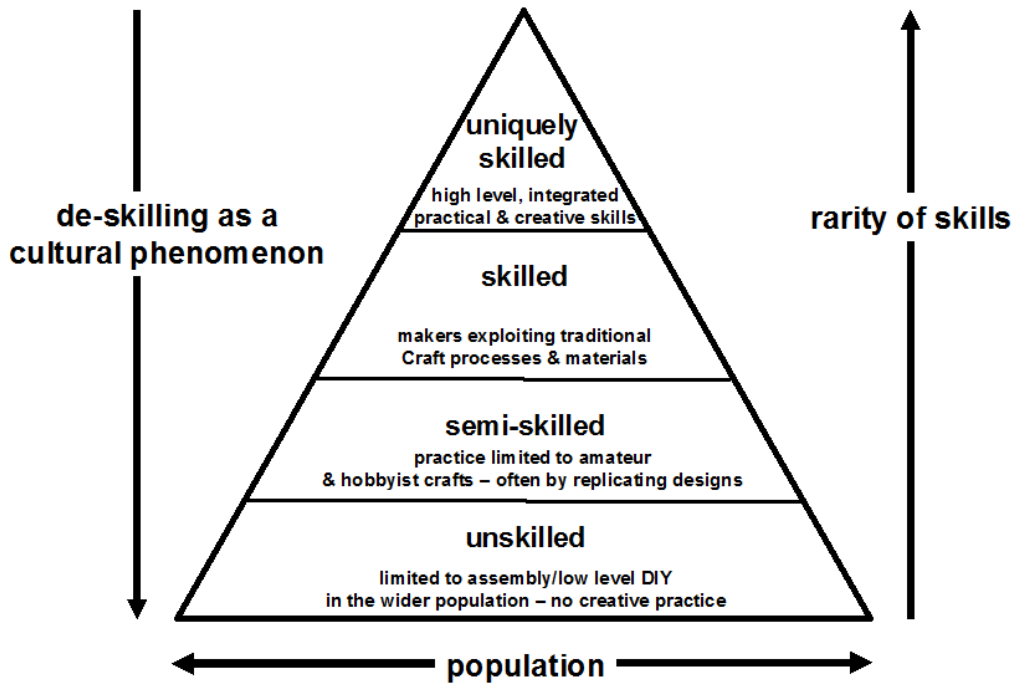 uniquely
skilled
high level, integrated
practical & creative skills
de-skilling as a
cultural phenomenon
rarity of skills
skilled
makers exploiting traditional
Craft processes & materials
semi-skilled
practice limited to amateur
& hobbyist crafts – often by replicating designs
unskilled
limited to assembly/low level DIY
in the wider population – no creative practice
population